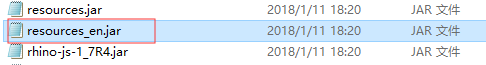 resources.jar 2018/1/11 18:20 JAR 文件
resources_en.jar 2018/1/11 18:20 JAR 文件
rhino-js-1_7R4.jar 2018/1/11 18:20 JAR 文件